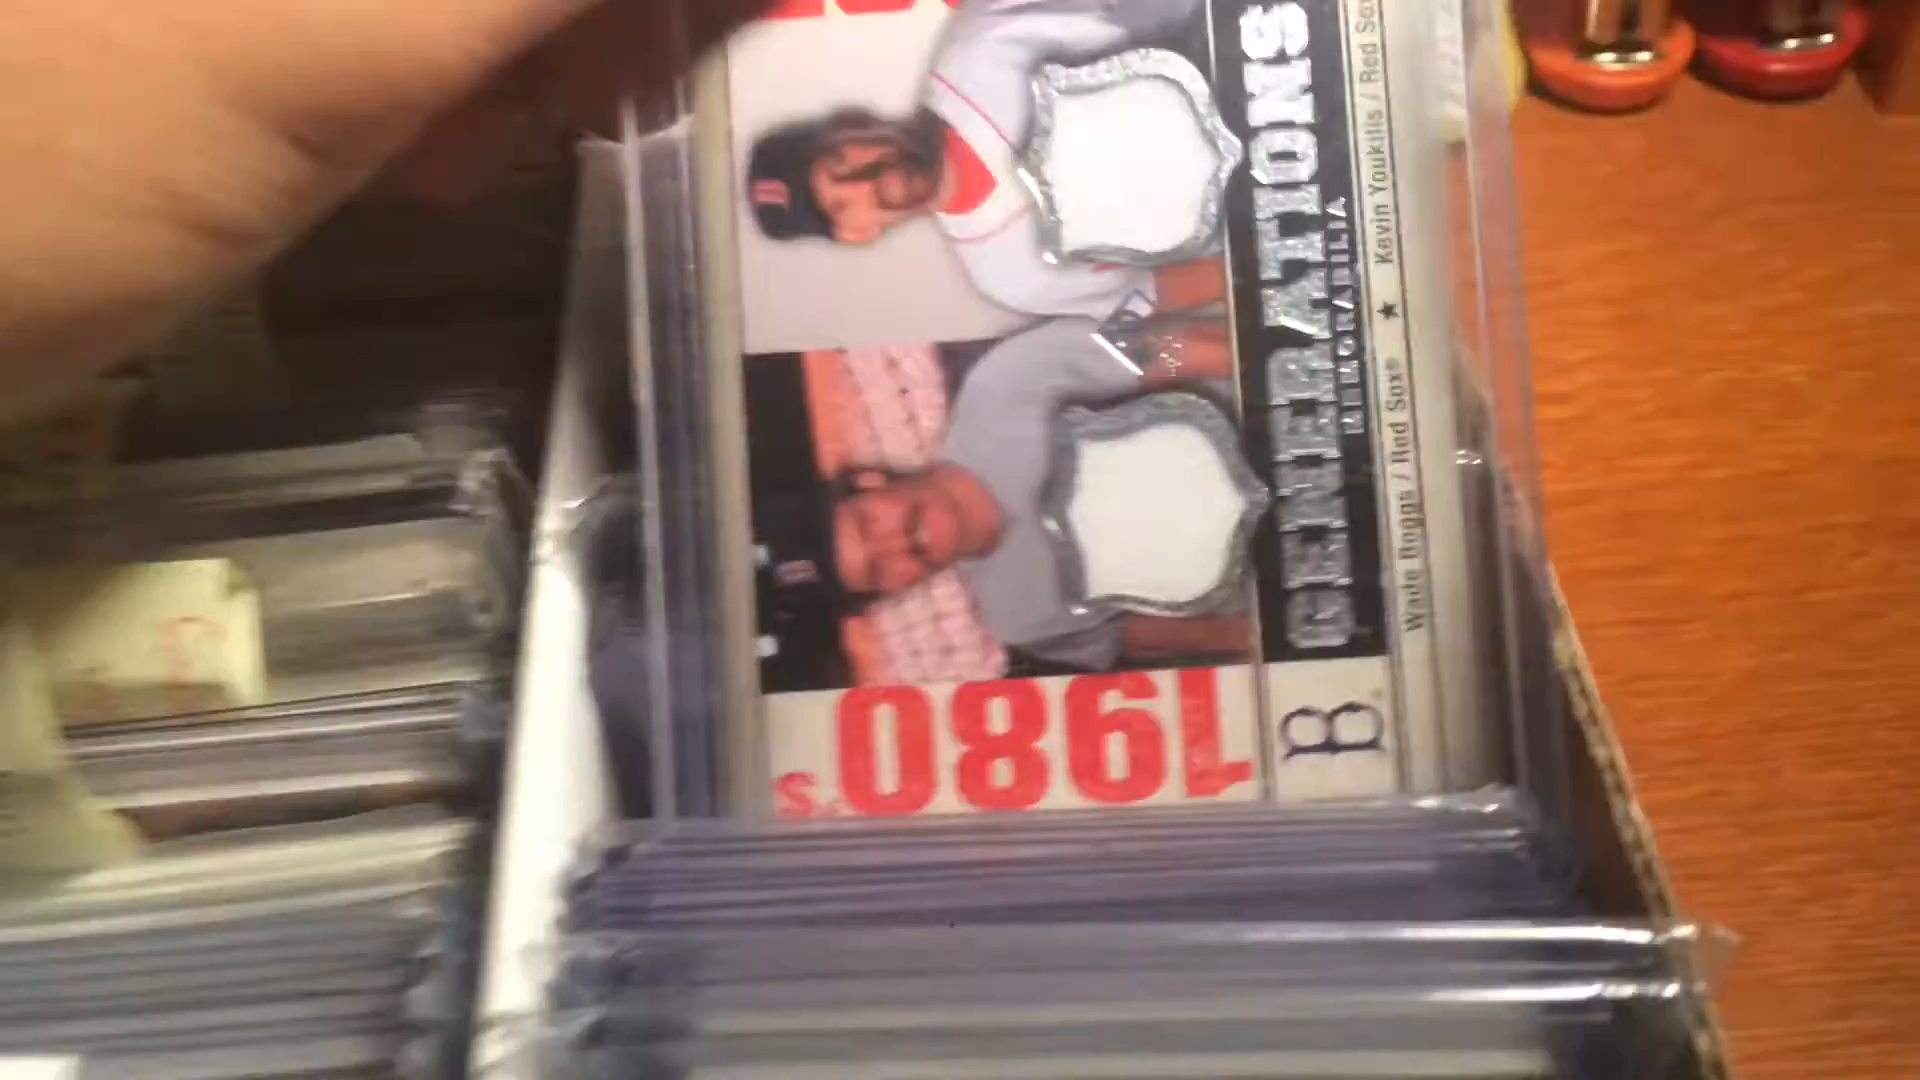 1980's
GENERATIONS
MEMORABILIA
Wade Boggs / Red Sox® ★ Kevin Youkilis / Red Sox
B